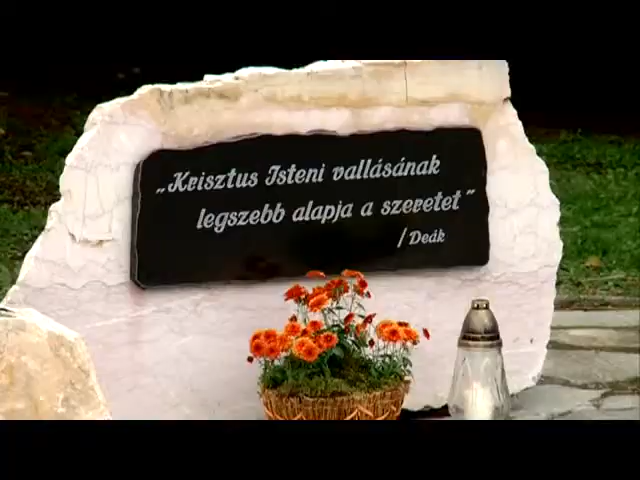 „Krisztus Isteni vallásának
legszebb alapja a szeretet”
/Deák